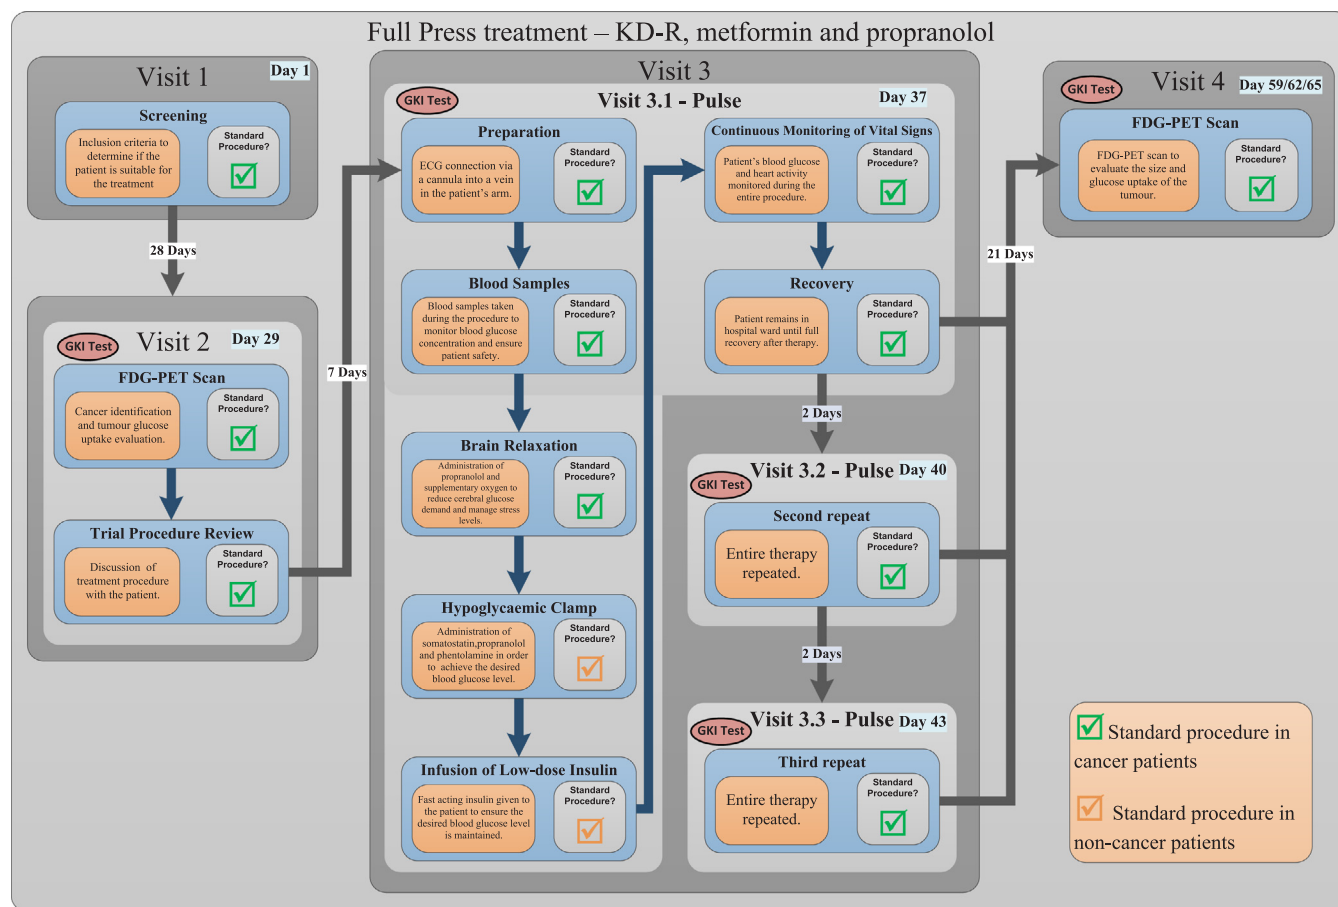 Full Press treatment – KD-R, metformin and propranolol
Visit 1
Day 1
Screening
Inclusion criteria to
determine if the
patient is suitable for
the treatment
Standard
Procedure?
28 Days
Visit 2
Day 29
GKI Test
FDG-PET Scan
Cancer identification
and tumour glucose
uptake evaluation.
Standard
Procedure?
Trial Procedure Review
Discussion of
treatment procedure
with the patient.
Standard
Procedure?
7 Days
Visit 3
GKI Test
Visit 3.1 - Pulse
Day 37
Preparation
ECG connection via
a cannula into a vein
in the patient's arm.
Standard
Procedure?
Blood Samples
Blood samples taken
during the procedure to
monitor blood glucose
concentration and ensure
patient safety.
Standard
Procedure?
Brain Relaxation
Administration of
propranolol and
supplementary oxygen to
reduce cerebral glucose
demand and manage stress
levels.
Standard
Procedure?
Hypoglycaemic Clamp
Administration of
somatostatin,propranolol
and phentolamine in order
to achieve the desired
blood glucose level.
Standard
Procedure?
Infusion of Low-dose Insulin
Fast acting insulin given to
the patient to ensure the
desired blood glucose level
is maintained.
Standard
Procedure?
Continuous Monitoring of Vital Signs
Patient's blood glucose
and heart activity
monitored during the
entire procedure.
Standard
Procedure?
Recovery
Patient remains in
hospital ward until full
recovery after therapy.
Standard
Procedure?
2 Days
Visit 3.2 - Pulse
Day 40
GKI Test
Second repeat
Entire therapy
repeated.
Standard
Procedure?
2 Days
Visit 3.3 - Pulse
Day 43
GKI Test
Third repeat
Entire therapy
repeated.
Standard
Procedure?
21 Days
Visit 4
Day 59/62/65
GKI Test
FDG-PET Scan
FDG-PET scan to
evaluate the size and
glucose uptake of the
tumour.
Standard
Procedure?
Standard procedure in
cancer patients
Standard procedure in
non-cancer patients